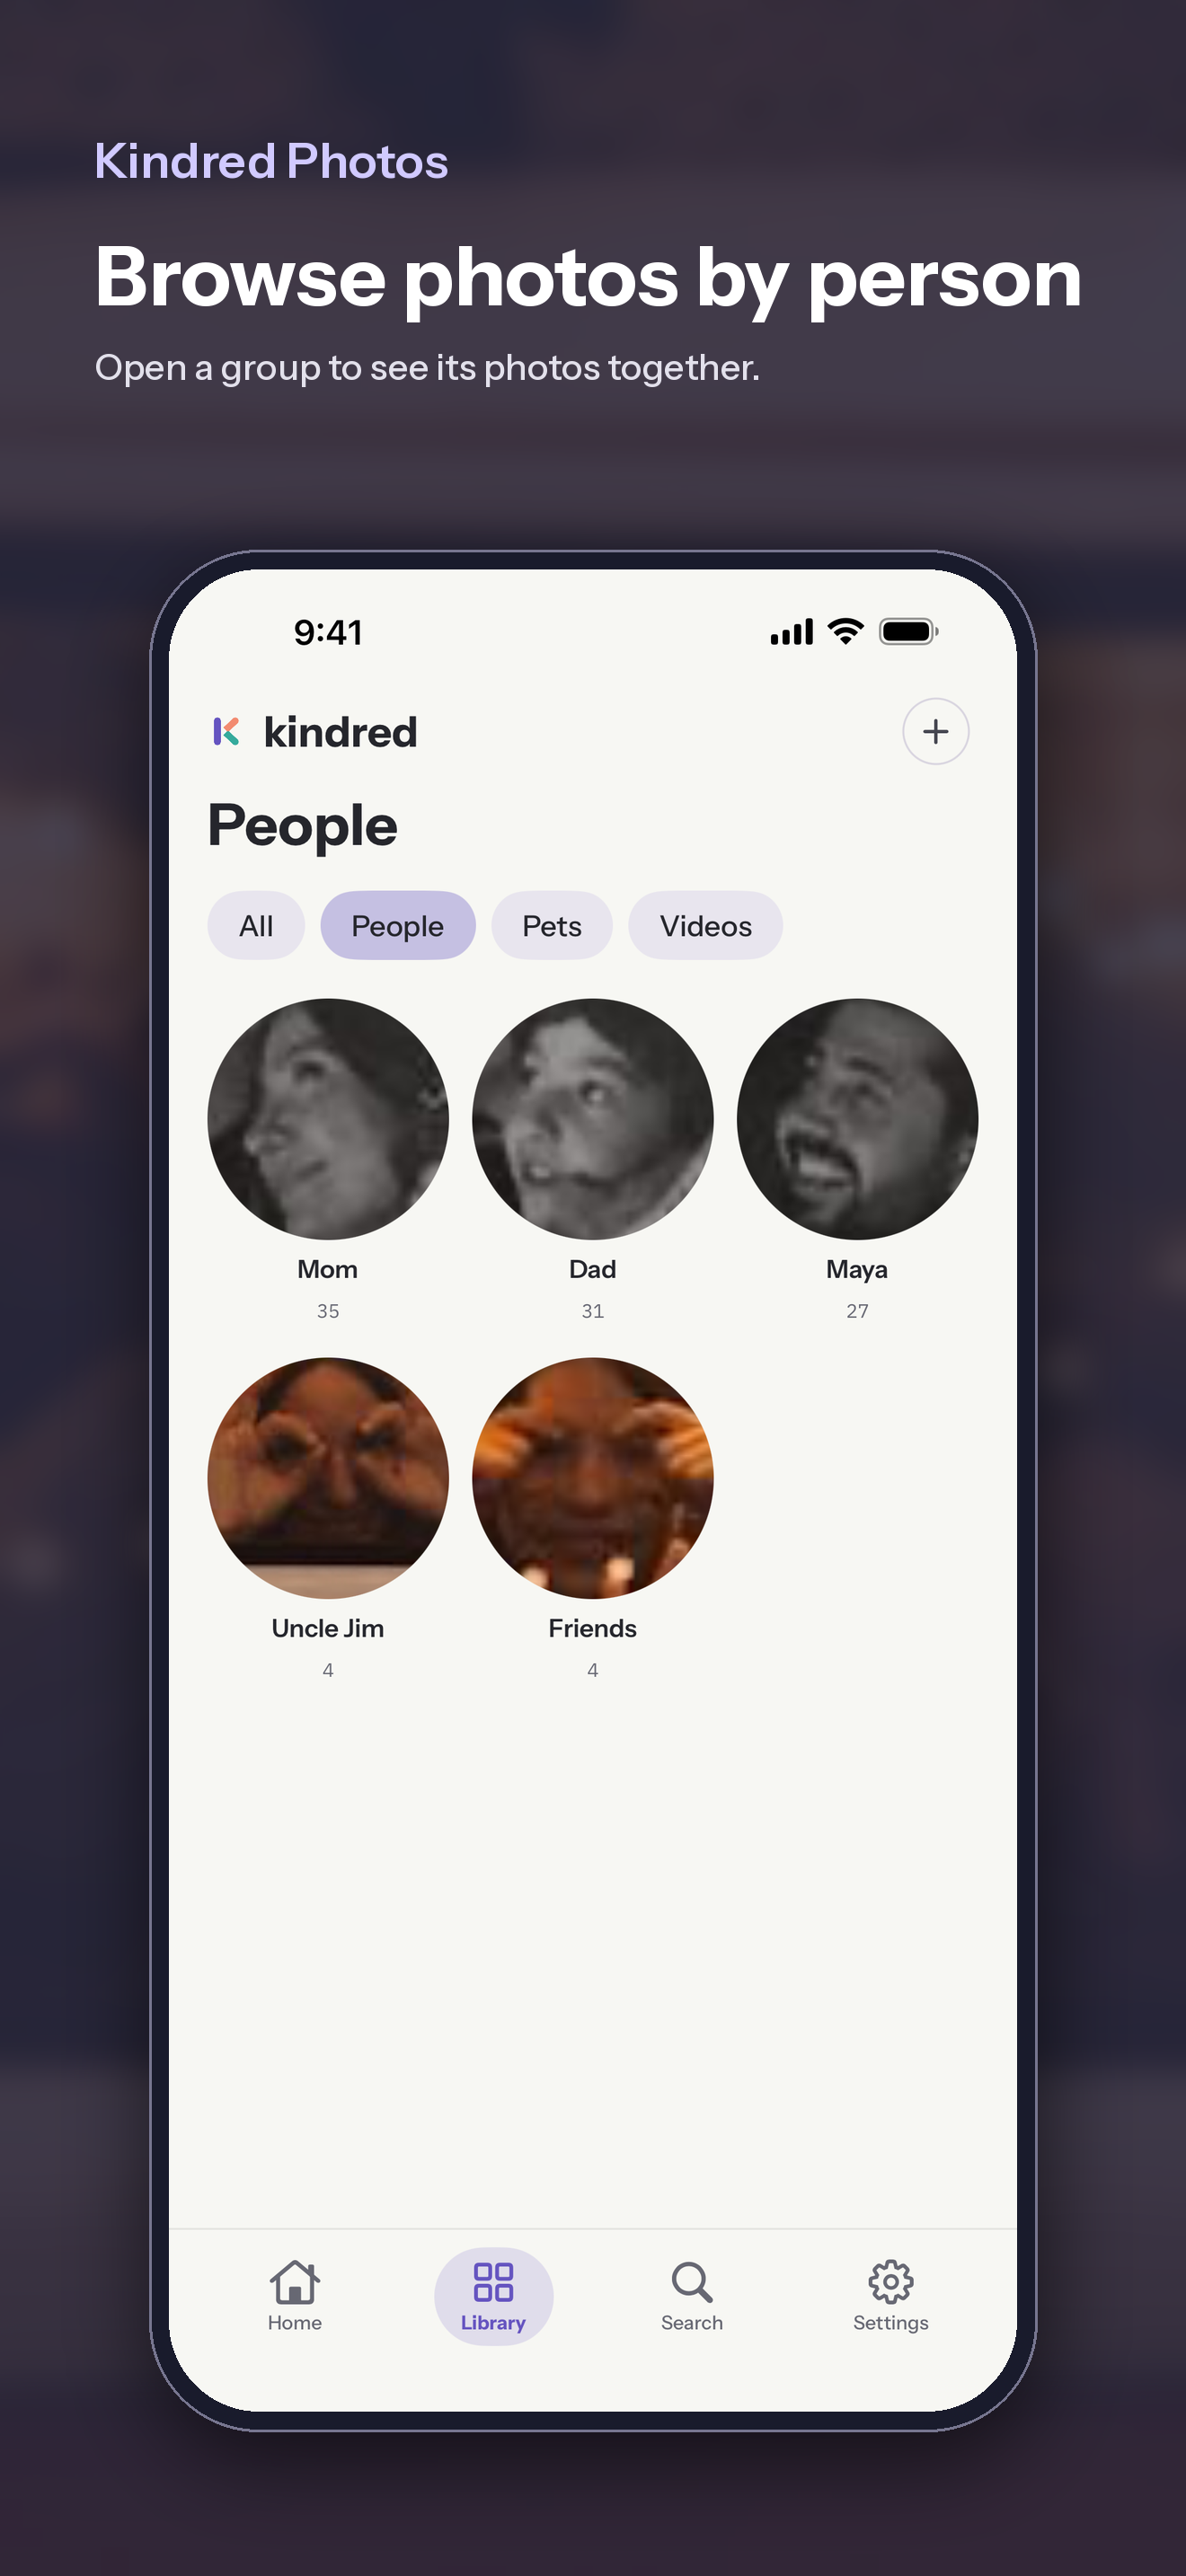 Kindred Photos
Browse photos by person
Open a group to see its photos together.
9:41
kindred
People
All People Pets Videos
Mom Dad Maya
35 31 27
Uncle Jim Friends
4 4
Home Library Search Settings